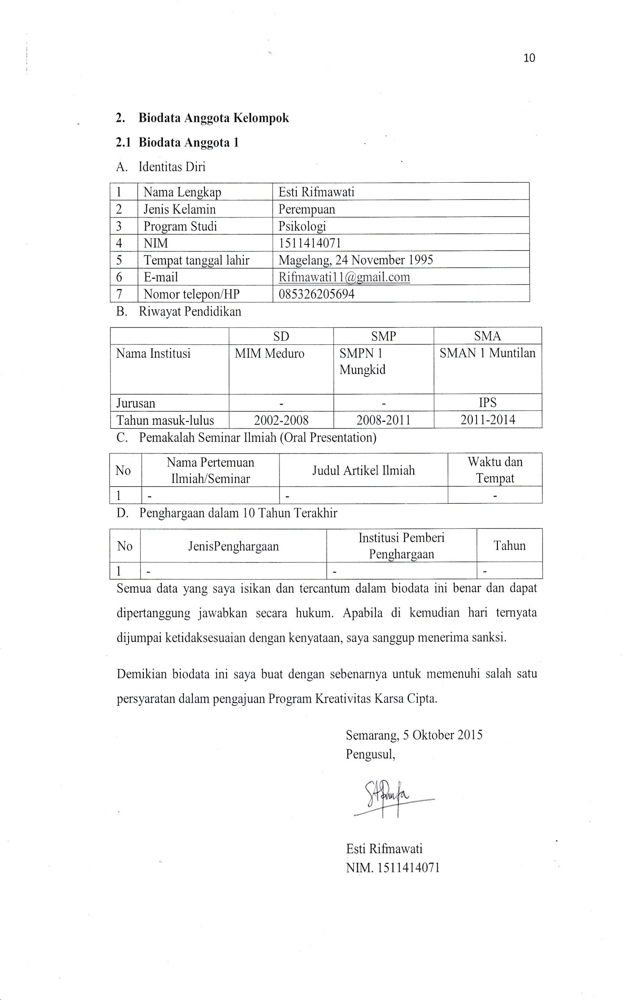 10
2. Biodata Anggota Kelompok
2.1 Biodata Anggota 1
A. Identitas Diri
1 Nama Lengkap Esti Rifmawati
2 Jenis Kelamin Perempuan
3 Program Studi Psikologi
4 NIM 1511414071
5 Tempat tanggal lahir Magelang, 24 November 1995
6 E-mail Rifmawati11@gmail.com
7 Nomor telepon/HP 085326205694
B. Riwayat Pendidikan
SD SMP SMA
Nama Institusi MIM Meduro SMPN 1 SMAN 1 Muntilan
Mungkid
Jurusan - - IPS
Tahun masuk-lulus 2002-2008 2008-2011 2011-2014
C. Pemakalah Seminar Ilmiah (Oral Presentation)
No Nama Pertemuan Judul Artikel Ilmiah Waktu dan
Ilmiah/Seminar Tempat
1 - - -
D. Penghargaan dalam 10 Tahun Terakhir
No JenisPenghargaan Institusi Pemberi Tahun
Penghargaan
1 - - -
Semua data yang saya isikan dan tercantum dalam biodata ini benar dan dapat
dipertanggung jawabkan secara hukum. Apabila di kemudian hari ternyata
dijumpai ketidaksesuaian dengan kenyataan, saya sanggup menerima sanksi.
Demikian biodata ini saya buat dengan sebenarnya untuk memenuhi salah satu
persyaratan dalam pengajuan Program Kreativitas Karsa Cipta.
Semarang, 5 Oktober 2015
Pengusul,
Esti Rifmawati
NIM. 1511414071